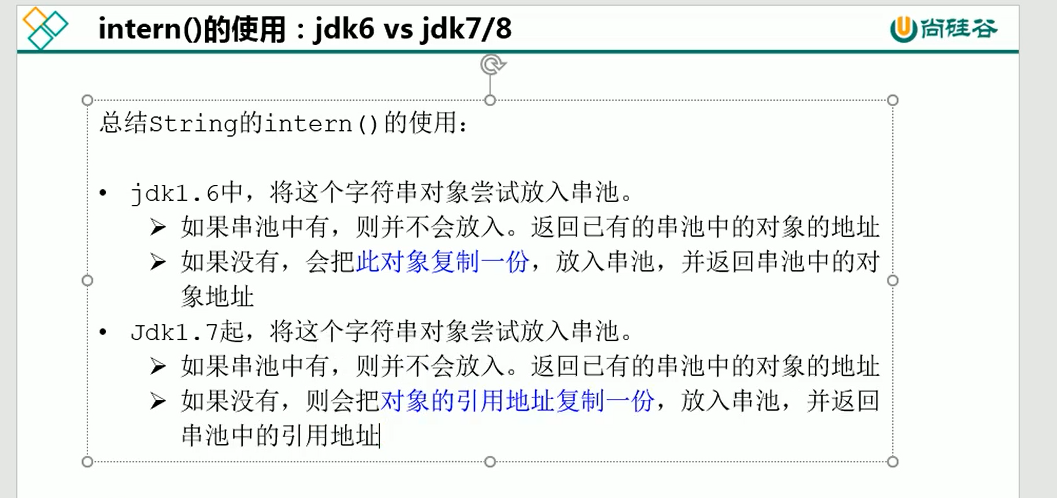 intern()的使用：jdk6 vs jdk7/8
尚硅谷
总结String的intern()的使用：
• jdk1.6中，将这个字符串对象尝试放入串池。
➢ 如果串池中有，则并不会放入。返回已有的串池中的对象的地址
➢ 如果没有，会把此对象复制一份，放入串池，并返回串池中的对
象地址
• Jdk1.7起，将这个字符串对象尝试放入串池。
➢ 如果串池中有，则并不会放入。返回已有的串池中的对象的地址
➢ 如果没有，则会把对象的引用地址复制一份，放入串池，并返回
串池中的引用地址